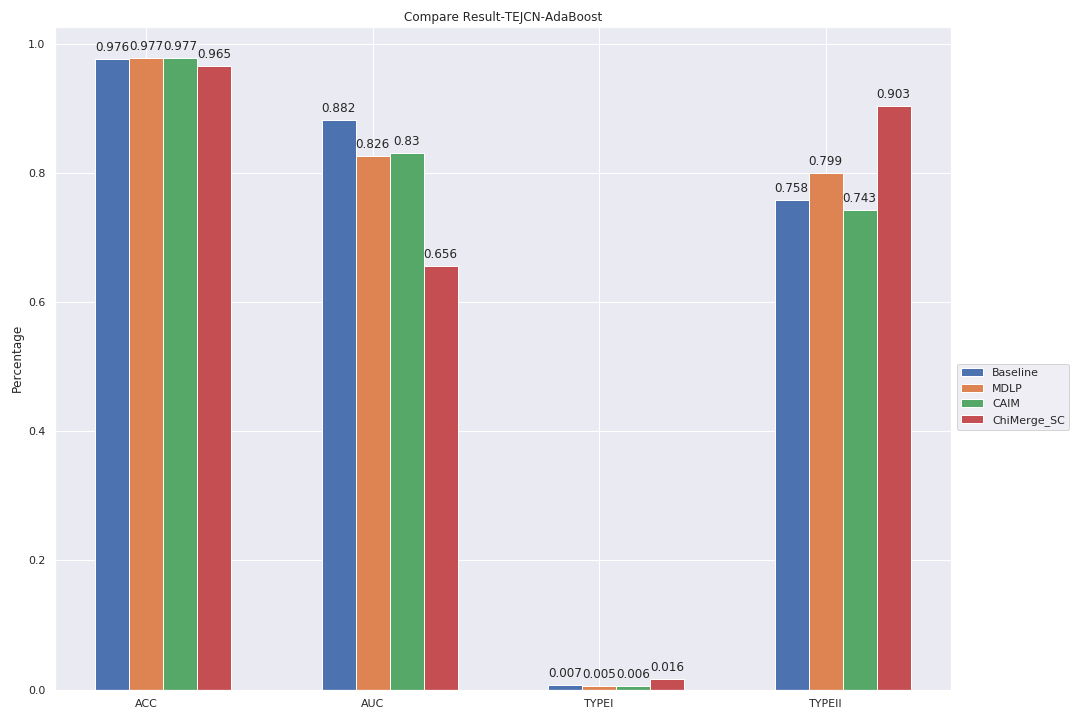 Compare Result-TEJCN-AdaBoost
Percentage
1.0
0.8
0.6
0.4
0.2
0.0
0.976
0.977
0.977
0.965
0.882
0.826
0.83
0.656
0.007
0.005
0.006
0.016
0.758
0.799
0.743
0.903
ACC
AUC
TYPEI
TYPEII
Baseline
MDLP
CAIM
ChiMerge_SC